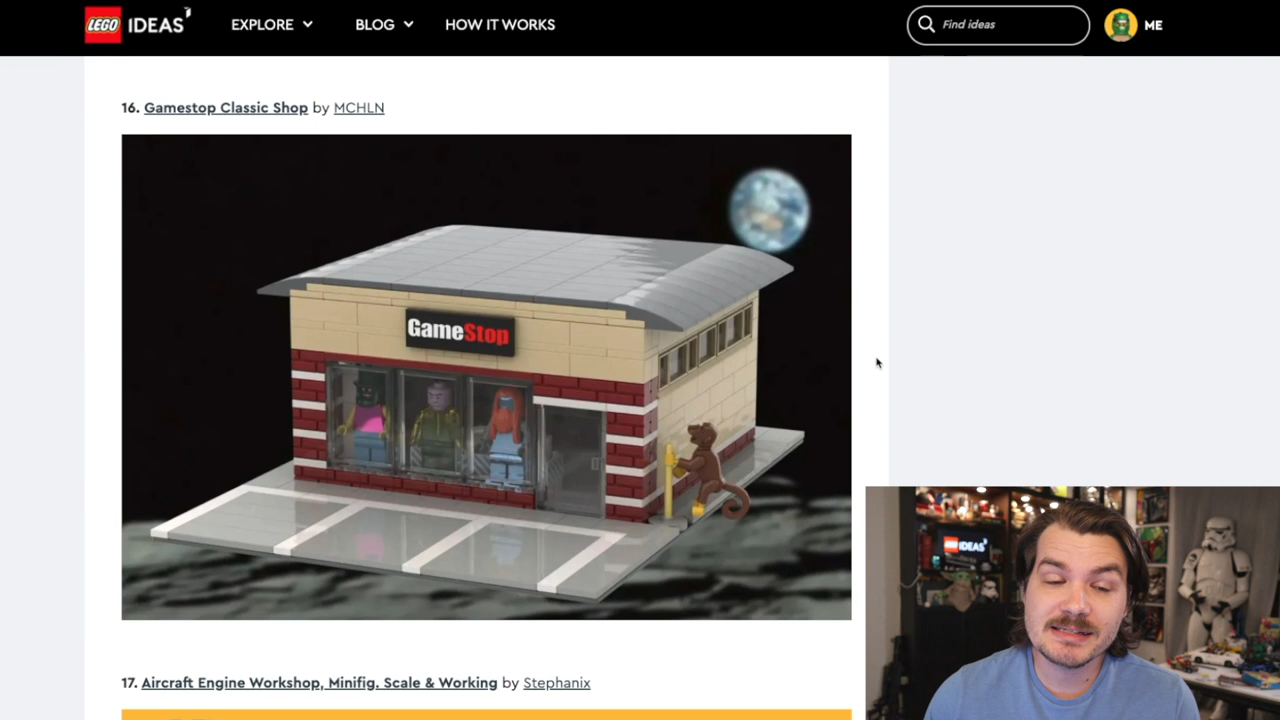 LEGO IDEAS EXPLORE BLOG HOW IT WORKS Find ideas ME
16. Gamestop Classic Shop by MCHLN
GameStop
17. Aircraft Engine Workshop, Minifig. Scale & Working by Stephanix
LEGO IDEAS